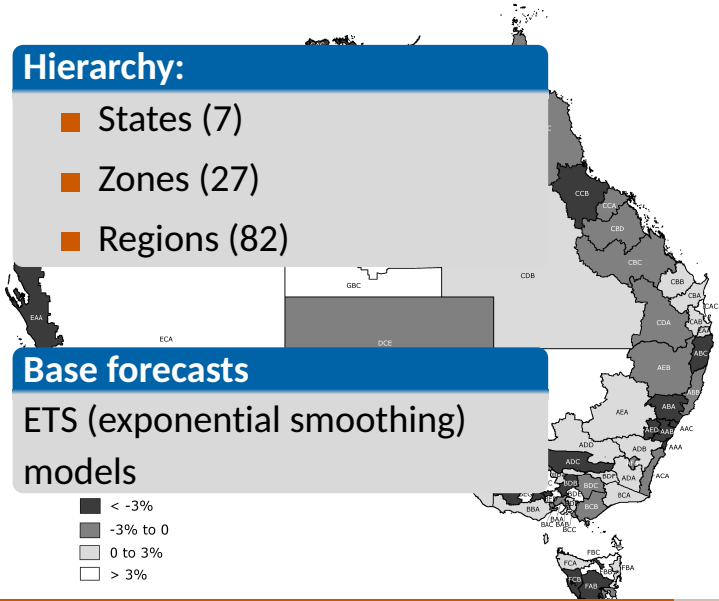 Hierarchy:
States (7)
Zones (27)
Regions (82)
CCB
CCA
CBD
CBC
CDB
GBC
CBB
CBA
CAC
EAA
CDA
CAB
ECA
DCE
ABC
Base forecasts
AEB
ABB
ETS (exponential smoothing)
models
ABA
AEA
AED
AAB
AAC
AAA
ADD
ADB
ADC
ACA
ADA
BDC
BCA
BCB
BBA
BAA
BAC BAB
BCC
< -3%
-3% to 0
0 to 3%
> 3%
FBC
FCA
FBA
FCB
FAB